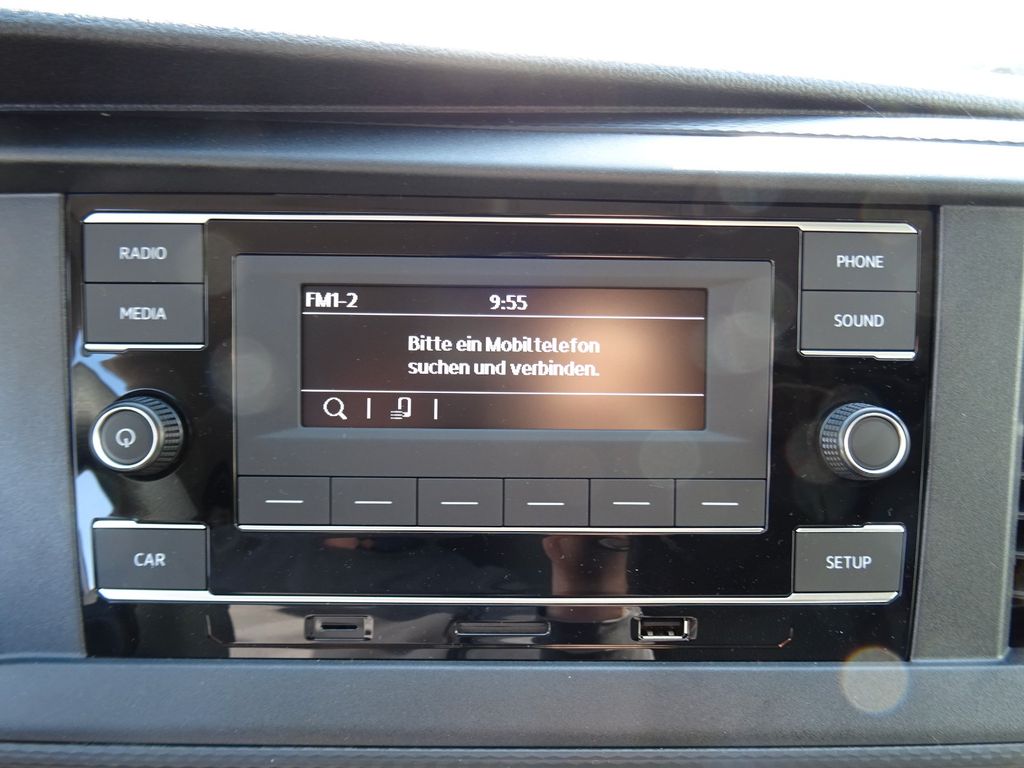 RADIO
MEDIA
PHONE
SOUND
FM1-2 9:55
Bitte ein Mobiltelefon
suchen und verbinden.
CAR
SETUP